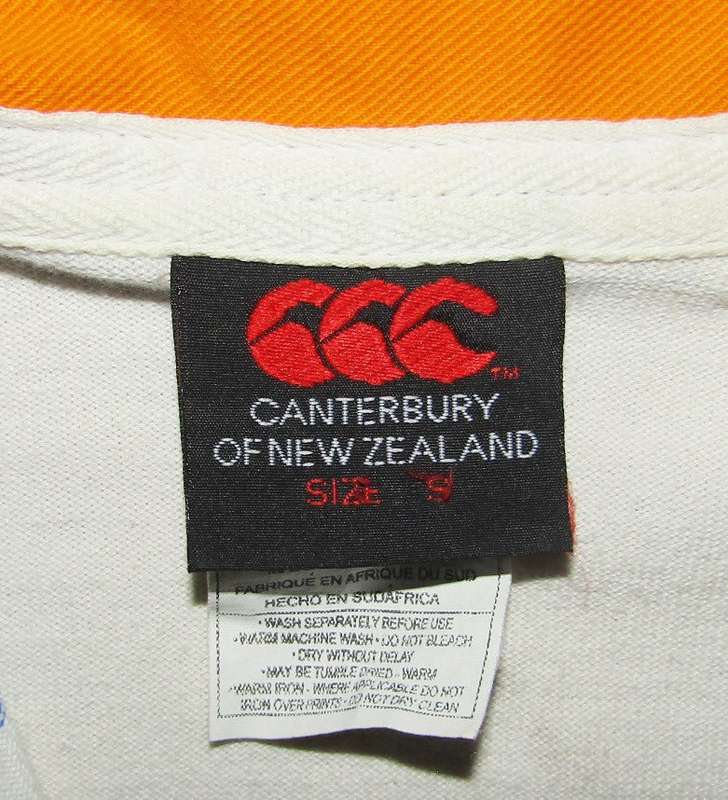 TM
CANTERBURY
OF NEW ZEALAND
SIZE S
FABRIQUÉ EN AFRIQUE DU SUD
HECHO EN SUDÁFRICA
• WASH SEPARATELY BEFORE USE
• WARM MACHINE WASH • DO NOT BLEACH
• DRY WITHOUT DELAY
• MAY BE TUMBLE DRIED - WARM
• WARM IRON - WHERE APPLICABLE DO NOT
IRON OVER PRINTS • DO NOT DRY CLEAN